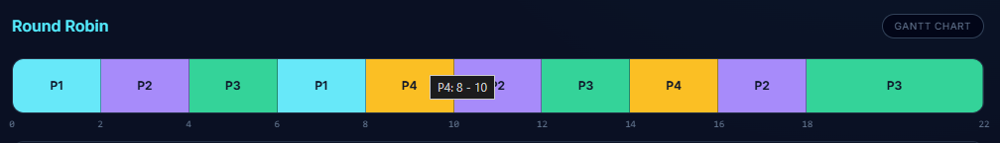 Round Robin
GANTT CHART
P1 P2 P3 P1 P4 P2 P3 P4 P2 P3
P4: 8 - 10
0 2 4 6 8 10 12 14 16 18 22